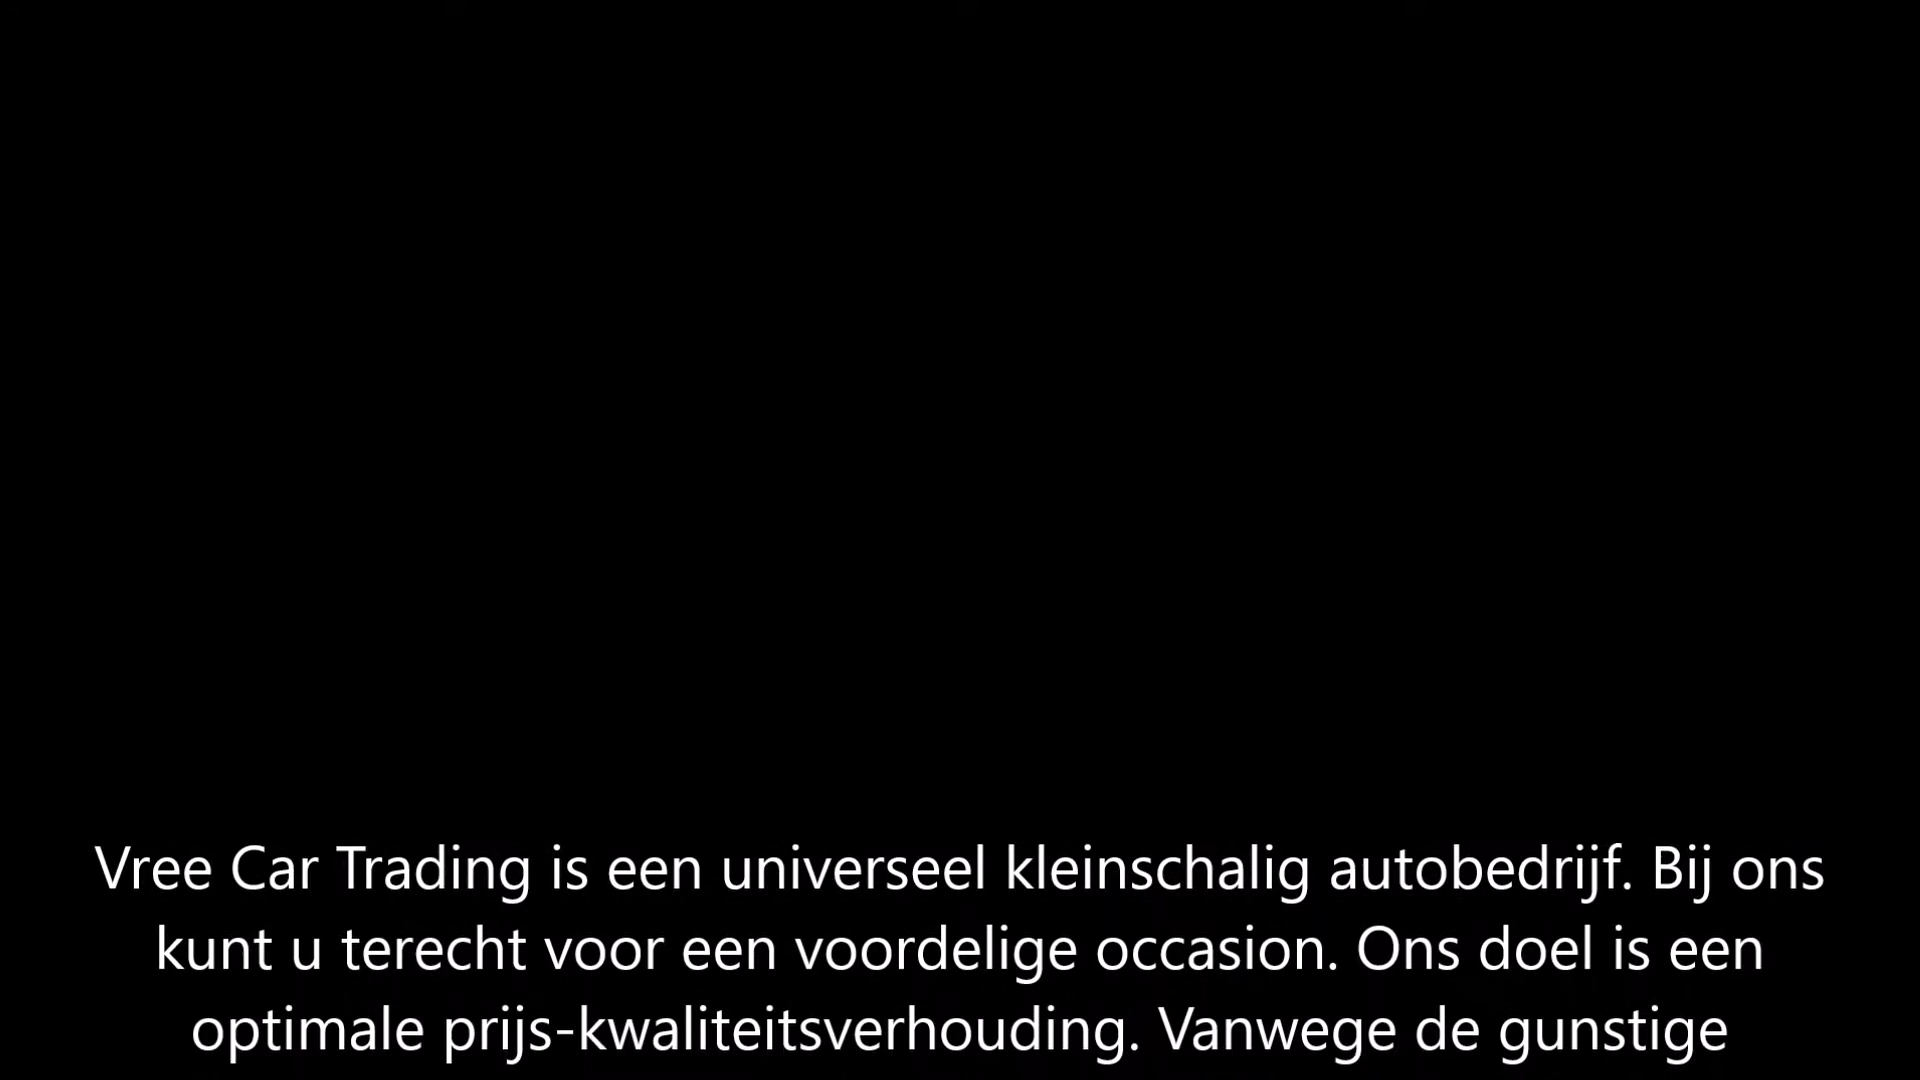 Vree Car Trading is een universeel kleinschalig autobedrijf. Bij ons
kunt u terecht voor een voordelige occasion. Ons doel is een
optimale prijs-kwaliteitsverhouding. Vanwege de gunstige